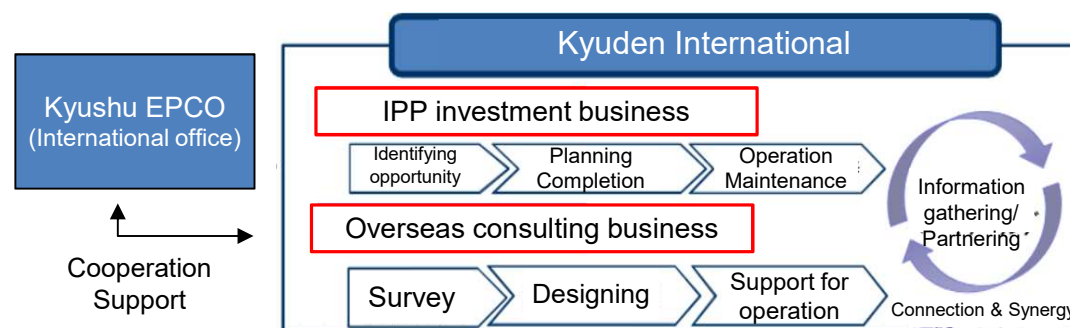 Kyuden International
Kyushu EPCO
(International office)
IPP investment business
Identifying
opportunity
Planning
Completion
Operation
Maintenance
Information
gathering/
Partnering
Overseas consulting business
Cooperation
Support
Survey
Designing
Support for
operation
Connection & Synergy